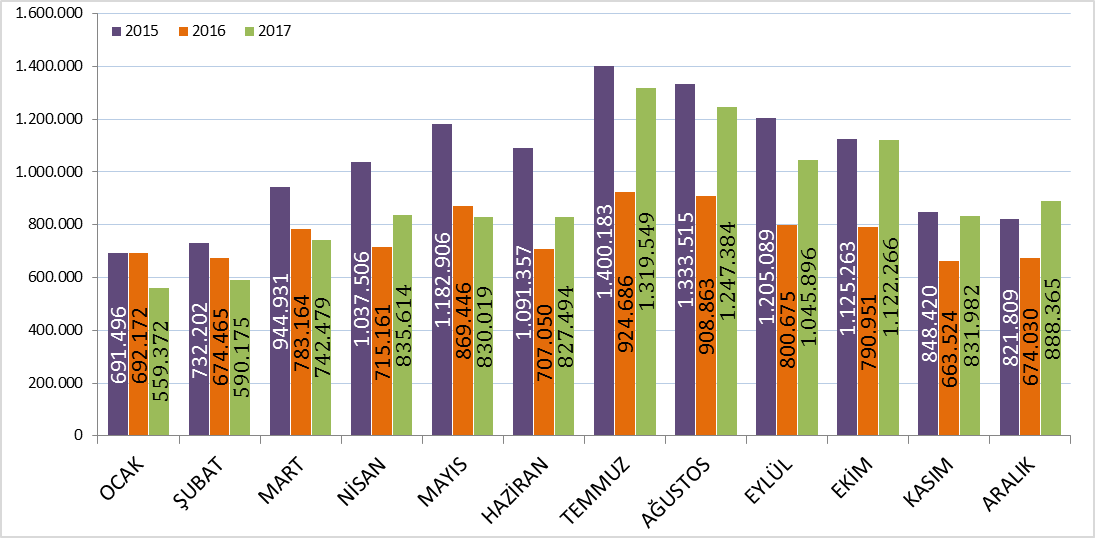 1.600.000
1.400.000
1.200.000
1.000.000
800.000
600.000
400.000
200.000
0
2015 2016 2017
691.496 692.172 559.372
732.202 674.465 590.175
944.931 783.164 742.479
1.037.506 715.161 835.614
1.182.906 869.446 830.019
1.091.357 707.050 827.494
1.400.183 924.686 1.319.549
1.333.515 908.863 1.247.384
1.205.089 800.675 1.045.896
1.125.263 790.951 1.122.266
848.420 663.524 831.982
821.809 674.030 888.365
OCAK
ŞUBAT
MART
NİSAN
MAYIS
HAZİRAN
TEMMUZ
AĞUSTOS
EYLÜL
EKİM
KASIM
ARALIK